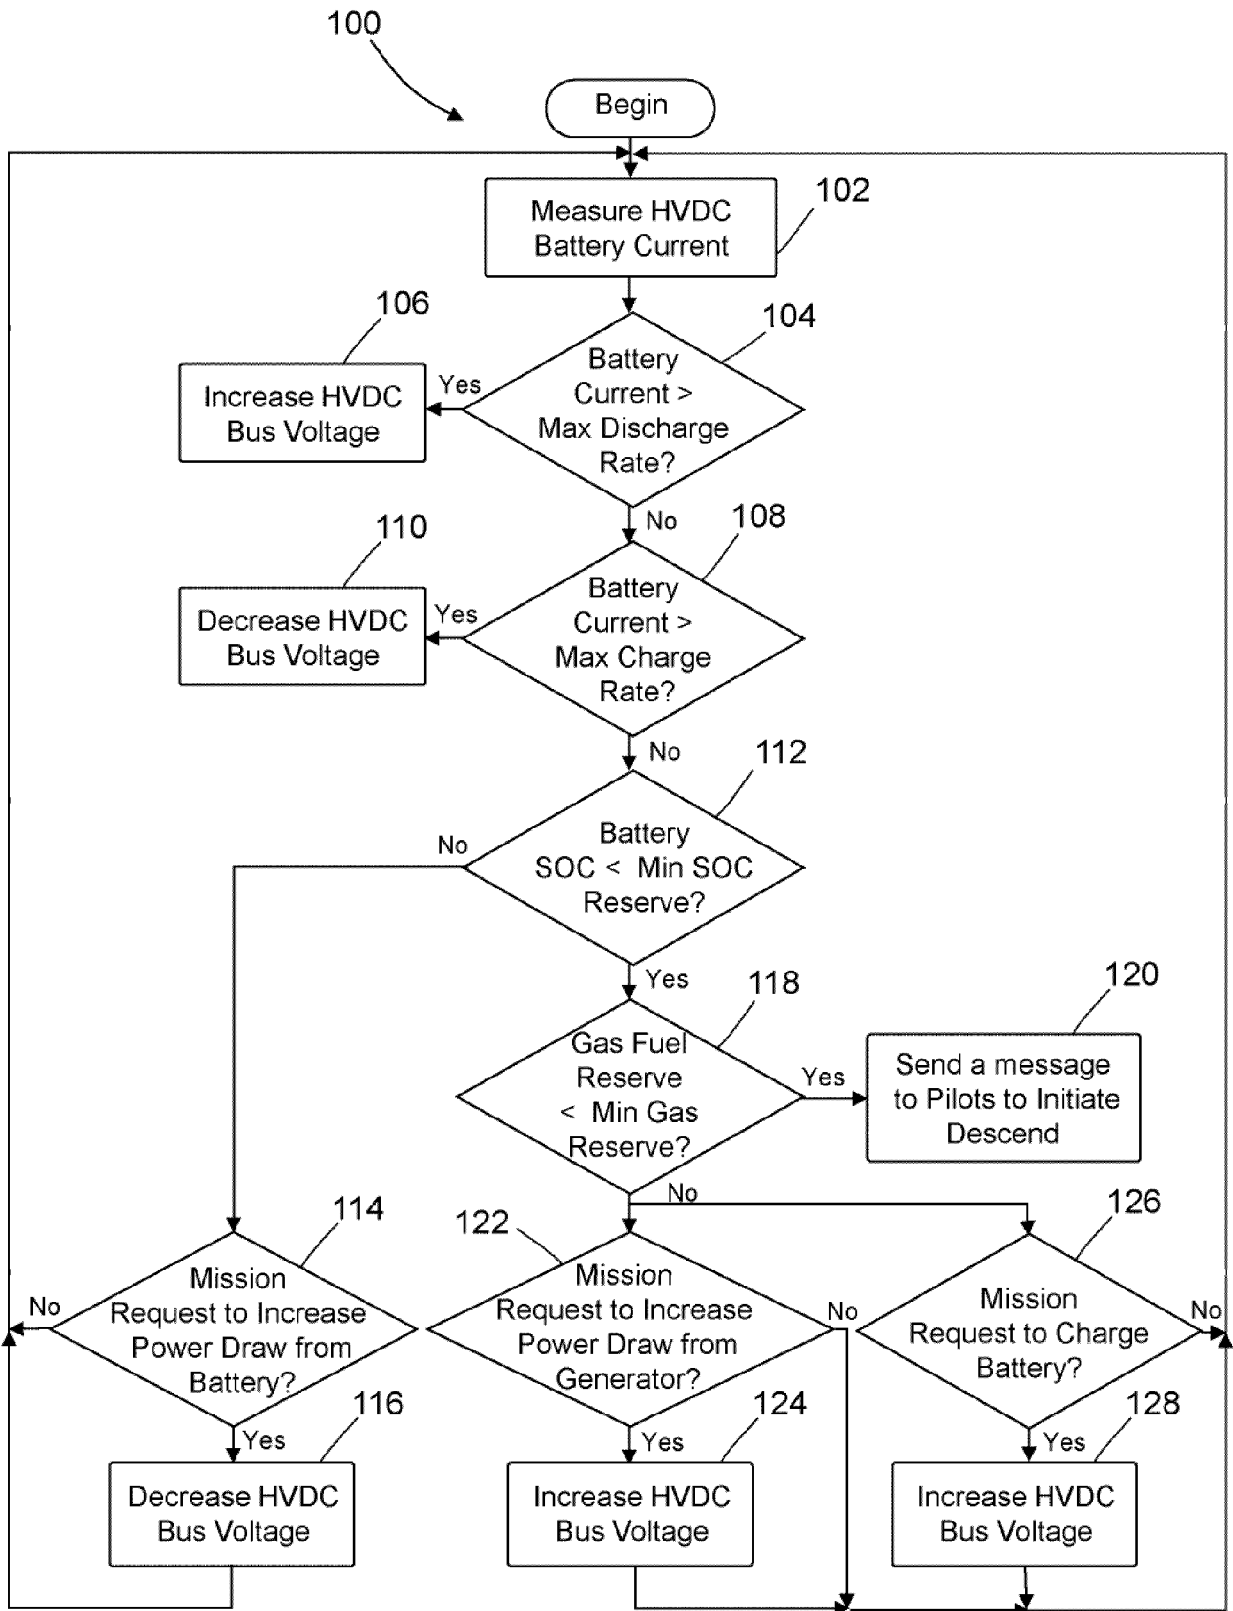 100
Begin
Measure HVDC
Battery Current
102
106
104
Increase HVDC
Bus Voltage
Yes
Battery
Current >
Max Discharge
Rate?
No
110
108
Decrease HVDC
Bus Voltage
Yes
Battery
Current >
Max Charge
Rate?
No
112
No
Battery
SOC < Min SOC
Reserve?
Yes
118
120
Gas Fuel
Reserve
< Min Gas
Reserve?
Yes
Send a message
to Pilots to Initiate
Descend
No
114
122
126
No
Mission
Request to Increase
Power Draw from
Battery?
Mission
Request to Increase
Power Draw from
Generator?
No
Mission
Request to Charge
Battery?
No
Yes
116
Yes
124
Yes
128
Decrease HVDC
Bus Voltage
Increase HVDC
Bus Voltage
Increase HVDC
Bus Voltage